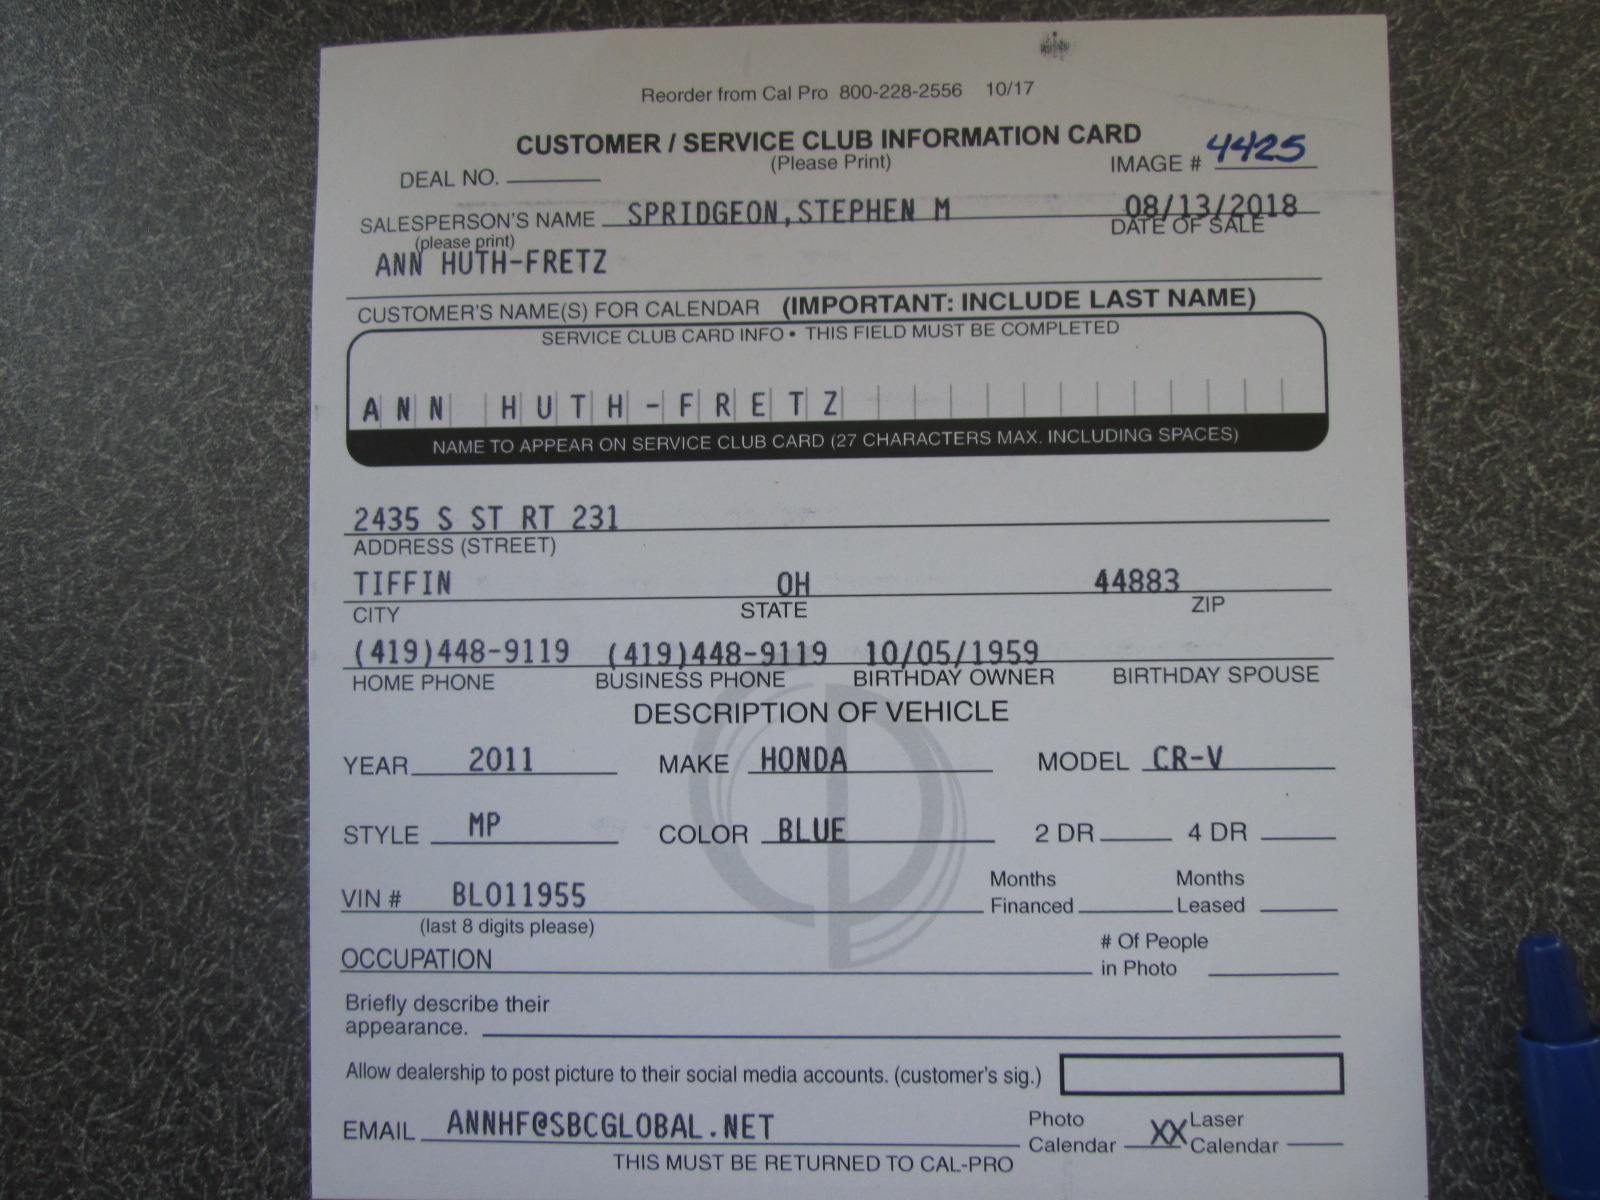 Reorder from Cal Pro 800-228-2556 10/17
CUSTOMER / SERVICE CLUB INFORMATION CARD
(Please Print)
DEAL NO. IMAGE # 4425
SALESPERSON'S NAME SPRIDGEON,STEPHEN M 08/13/2018
(please print) DATE OF SALE
ANN HUTH-FRETZ
CUSTOMER'S NAME(S) FOR CALENDAR (IMPORTANT: INCLUDE LAST NAME)
SERVICE CLUB CARD INFO • THIS FIELD MUST BE COMPLETED
ANN HUTH-FRETZ
NAME TO APPEAR ON SERVICE CLUB CARD (27 CHARACTERS MAX. INCLUDING SPACES)
2435 S ST RT 231
ADDRESS (STREET)
TIFFIN OH 44883
CITY STATE ZIP
(419)448-9119 (419)448-9119 10/05/1959
HOME PHONE BUSINESS PHONE BIRTHDAY OWNER BIRTHDAY SPOUSE
DESCRIPTION OF VEHICLE
YEAR 2011 MAKE HONDA MODEL CR-V
STYLE MP COLOR BLUE 2 DR 4 DR
VIN # BL011955 Months Financed Months Leased
(last 8 digits please)
OCCUPATION # Of People in Photo
Briefly describe their
appearance.
Allow dealership to post picture to their social media accounts. (customer's sig.)
EMAIL ANNHF@SBCGLOBAL.NET Photo Calendar XX Laser Calendar
THIS MUST BE RETURNED TO CAL-PRO